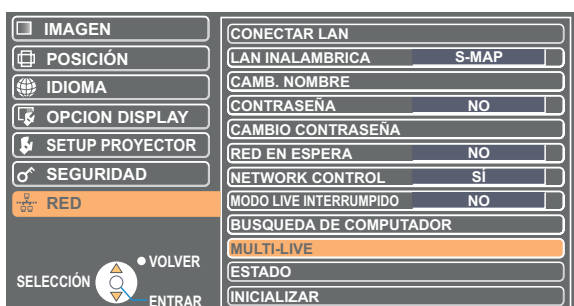 IMAGEN
POSICIÓN
IDIOMA
OPCION DISPLAY
SETUP PROYECTOR
SEGURIDAD
RED
VOLVER
SELECCIÓN
ENTRAR
CONECTAR LAN
LAN INALAMBRICA S-MAP
CAMB. NOMBRE
CONTRASEÑA NO
CAMBIO CONTRASEÑA
RED EN ESPERA NO
NETWORK CONTROL SÍ
MODO LIVE INTERRUMPIDO NO
BUSQUEDA DE COMPUTADOR
MULTI-LIVE
ESTADO
INICIALIZAR